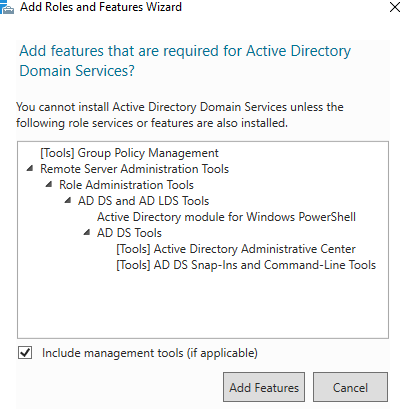 Add Roles and Features Wizard
Add features that are required for Active Directory
Domain Services?
You cannot install Active Directory Domain Services unless the
following role services or features are also installed.
[Tools] Group Policy Management
Remote Server Administration Tools
Role Administration Tools
AD DS and AD LDS Tools
Active Directory module for Windows PowerShell
AD DS Tools
[Tools] Active Directory Administrative Center
[Tools] AD DS Snap-Ins and Command-Line Tools
Include management tools (if applicable)
Add Features Cancel